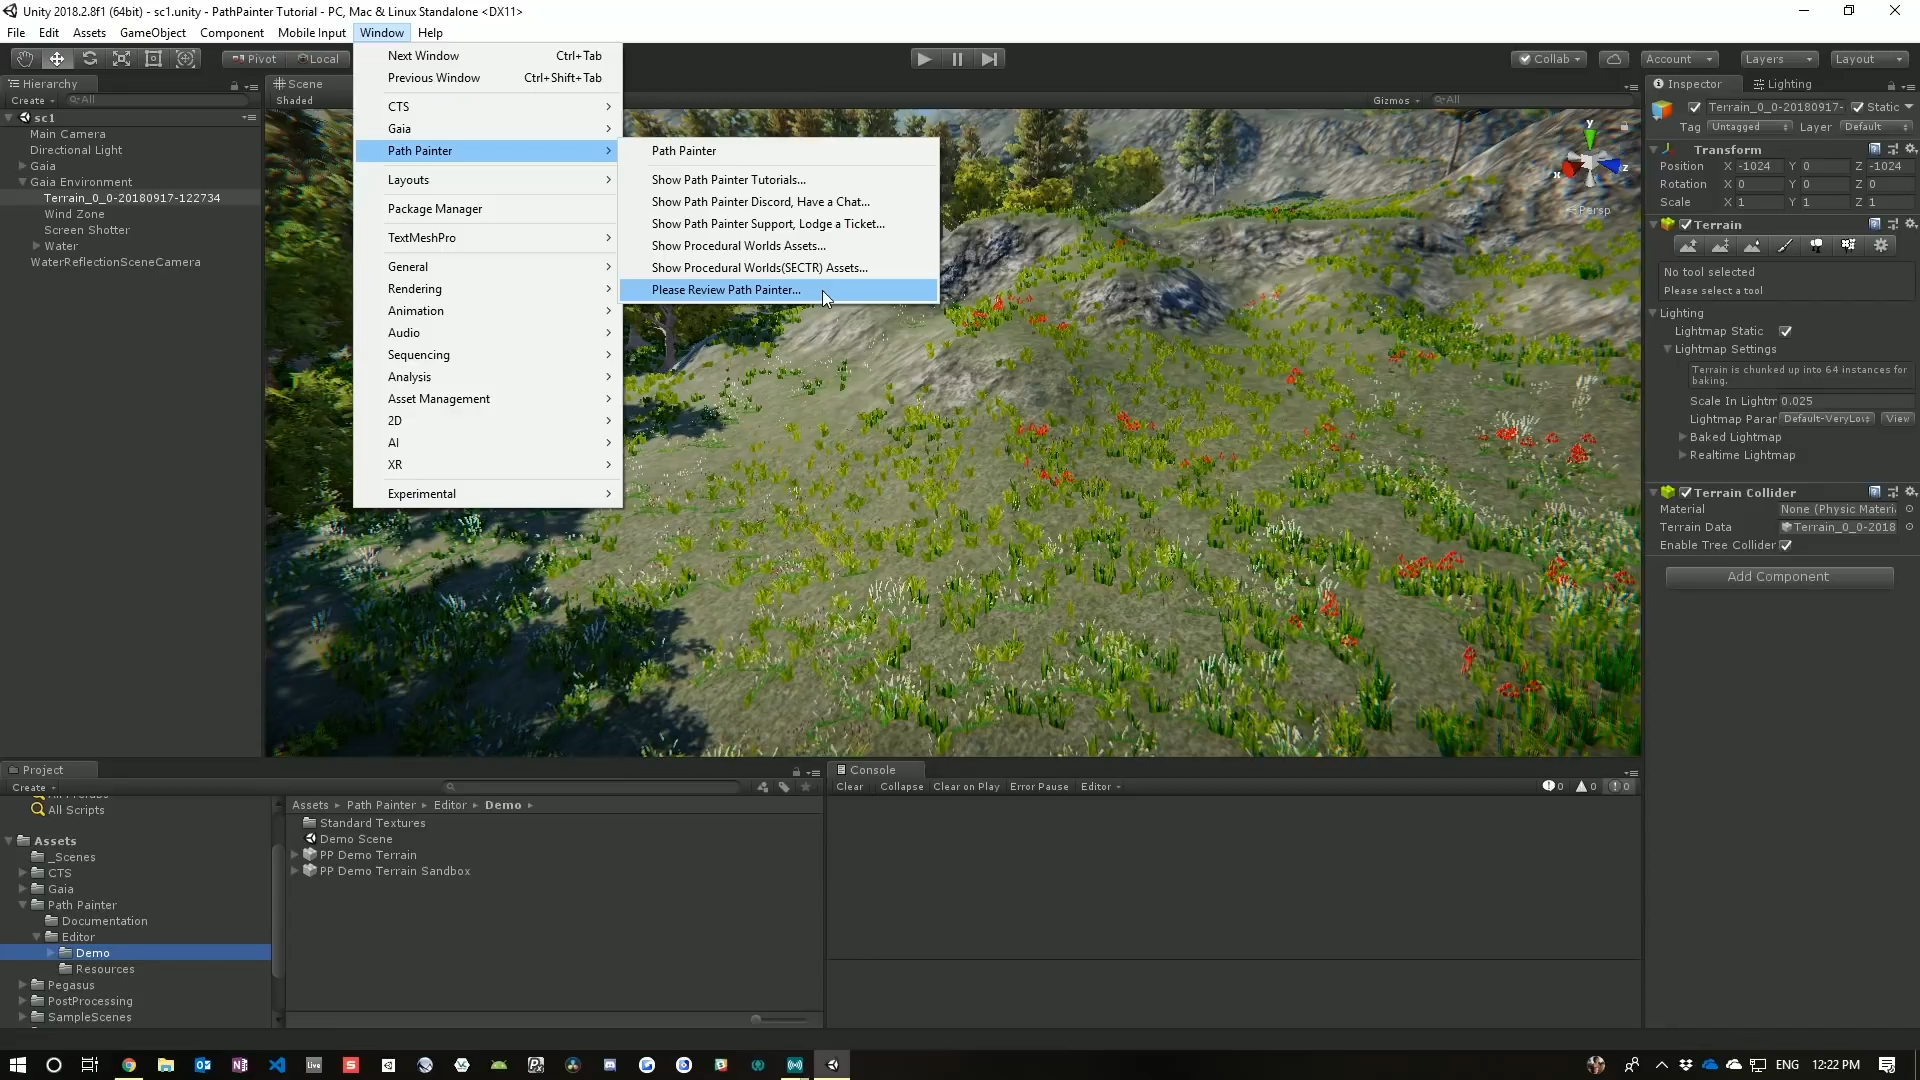 Unity 2018.2.8f1 (64bit) - sc1.unity - PathPainter Tutorial - PC, Mac & Linux Standalone <DX11>
File Edit Assets GameObject Component Mobile Input Window Help
Pivot Local
Collab Account Layers Layout
Hierarchy
Create All
sc1
Main Camera
Directional Light
Gaia
Gaia Environment
Terrain_0_0-20180917-122734
Wind Zone
Screen Shotter
Water
WaterReflectionSceneCamera
Scene
Shaded
Gizmos All
Next Window Ctrl+Tab
Previous Window Ctrl+Shift+Tab
CTS
Gaia
Path Painter
Layouts
Package Manager
TextMeshPro
General
Rendering
Animation
Audio
Sequencing
Analysis
Asset Management
2D
AI
XR
Experimental
Path Painter
Show Path Painter Tutorials...
Show Path Painter Discord, Have a Chat...
Show Path Painter Support, Lodge a Ticket...
Show Procedural Worlds Assets...
Show Procedural Worlds(SECTR) Assets...
Please Review Path Painter...
y
x
z
Persp
Inspector Lighting
Terrain_0_0-20180917- Static
Tag Untagged Layer Default
Transform
Position X -1024 Y 0 Z -1024
Rotation X 0 Y 0 Z 0
Scale X 1 Y 1 Z 1
Terrain
No tool selected
Please select a tool
Lighting
Lightmap Static
Lightmap Settings
Terrain is chunked up into 64 instances for
baking.
Scale In Lightm 0.025
Lightmap Parar Default-VeryLow View
Baked Lightmap
Realtime Lightmap
Terrain Collider
Material None (Physic Materi
Terrain Data Terrain_0_0-2018
Enable Tree Collider
Add Component
Project
Create
All Scripts
Assets
_Scenes
CTS
Gaia
Path Painter
Documentation
Editor
Demo
Resources
Pegasus
PostProcessing
SampleScenes
Assets Path Painter Editor Demo
Standard Textures
Demo Scene
PP Demo Terrain
PP Demo Terrain Sandbox
Console
Clear Collapse Clear on Play Error Pause Editor
0 0 0
ENG 12:22 PM